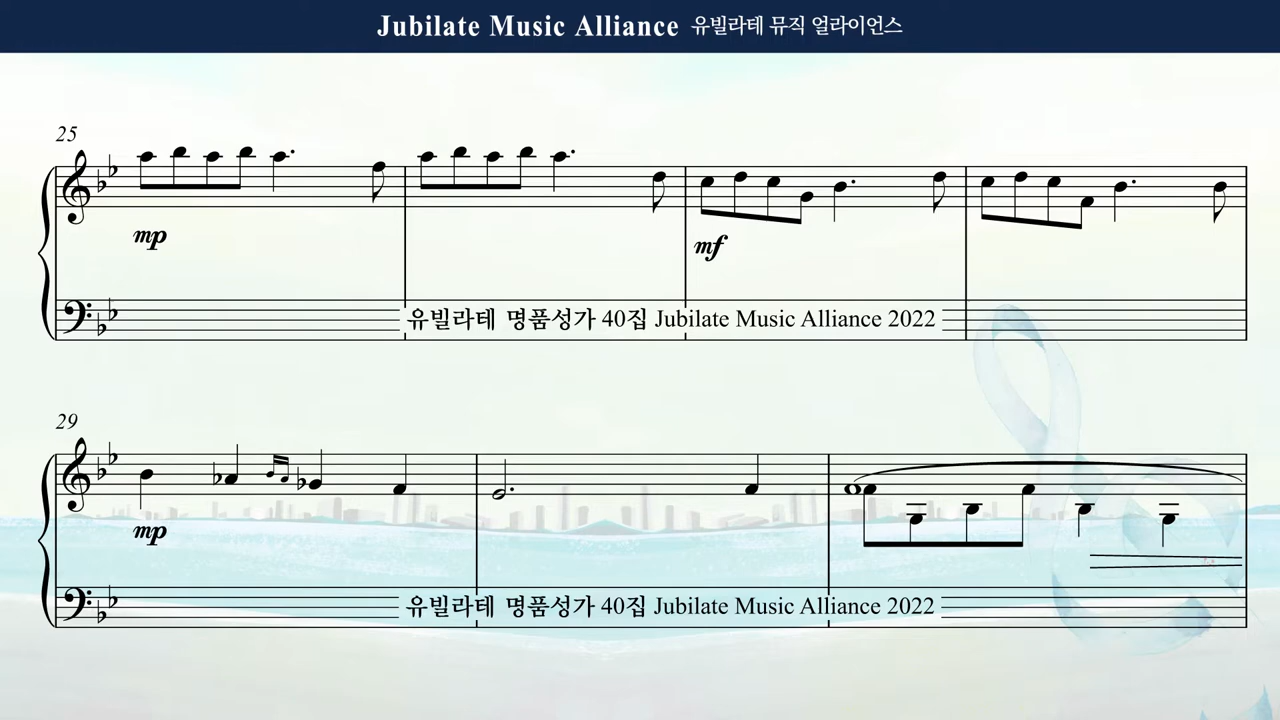 Jubilate Music Alliance 유빌라테 뮤직 얼라이언스
25
mp
mf
유빌라테 명품성가 40집 Jubilate Music Alliance 2022
29
mp
유빌라테 명품성가 40집 Jubilate Music Alliance 2022